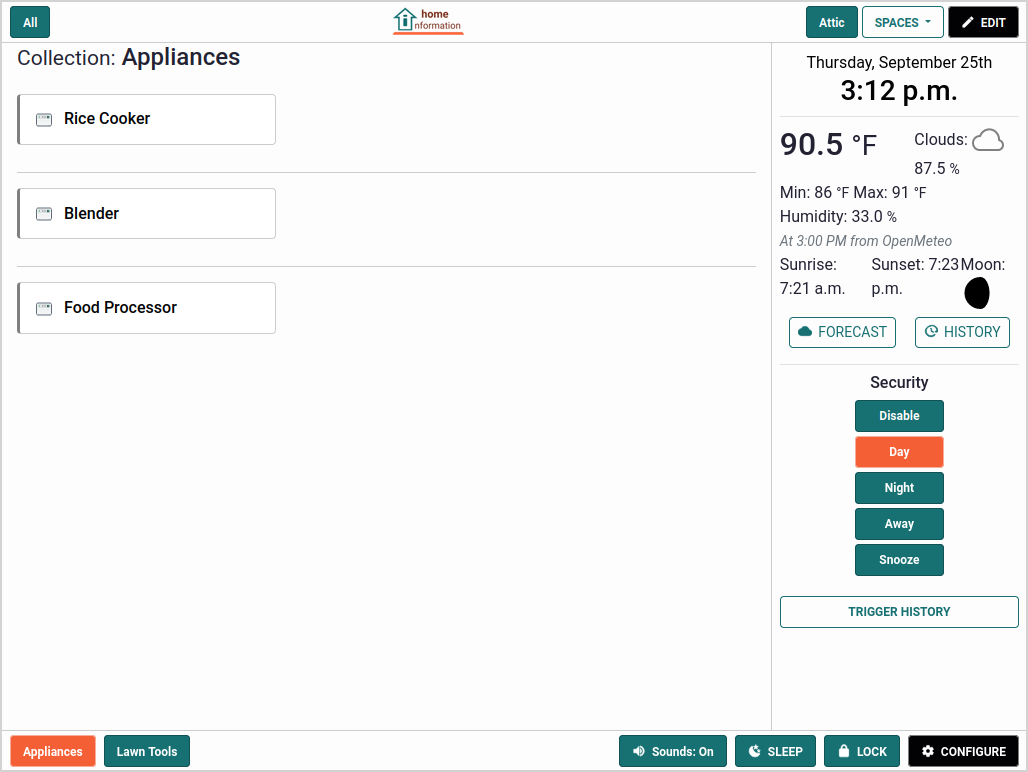 All
home
nformation
Attic
SPACES
EDIT
Collection: Appliances
Rice Cooker
Blender
Food Processor
Thursday, September 25th
3:12 p.m.
90.5 °F
Clouds:
87.5 %
Min: 86 °F Max: 91 °F
Humidity: 33.0 %
At 3:00 PM from OpenMeteo
Sunrise:
7:21 a.m.
Sunset: 7:23
p.m.
Moon:
FORECAST
HISTORY
Security
Disable
Day
Night
Away
Snooze
TRIGGER HISTORY
Appliances
Lawn Tools
Sounds: On
SLEEP
LOCK
CONFIGURE